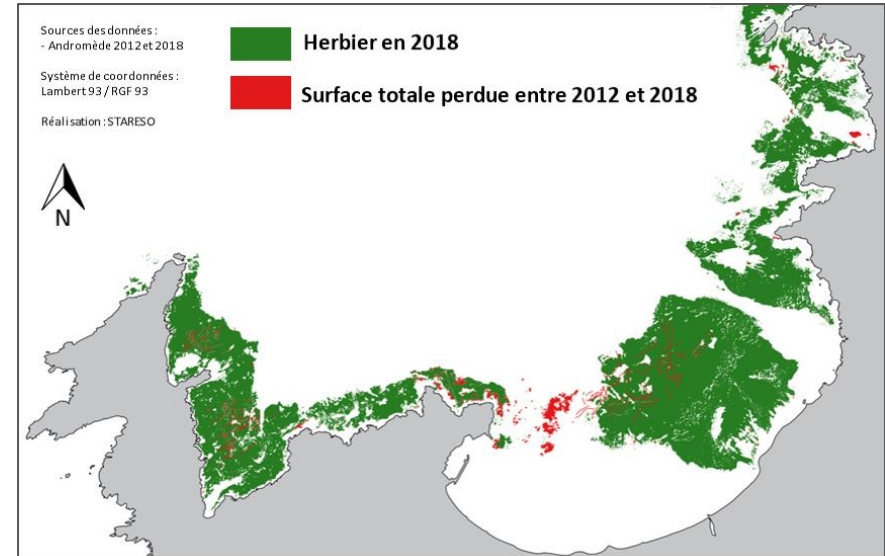 Sources des données :
- Andromède 2012 et 2018
Système de coordonnées :
Lambert 93 / RGF 93
Réalisation : STARESO
N
Herbier en 2018
Surface totale perdue entre 2012 et 2018